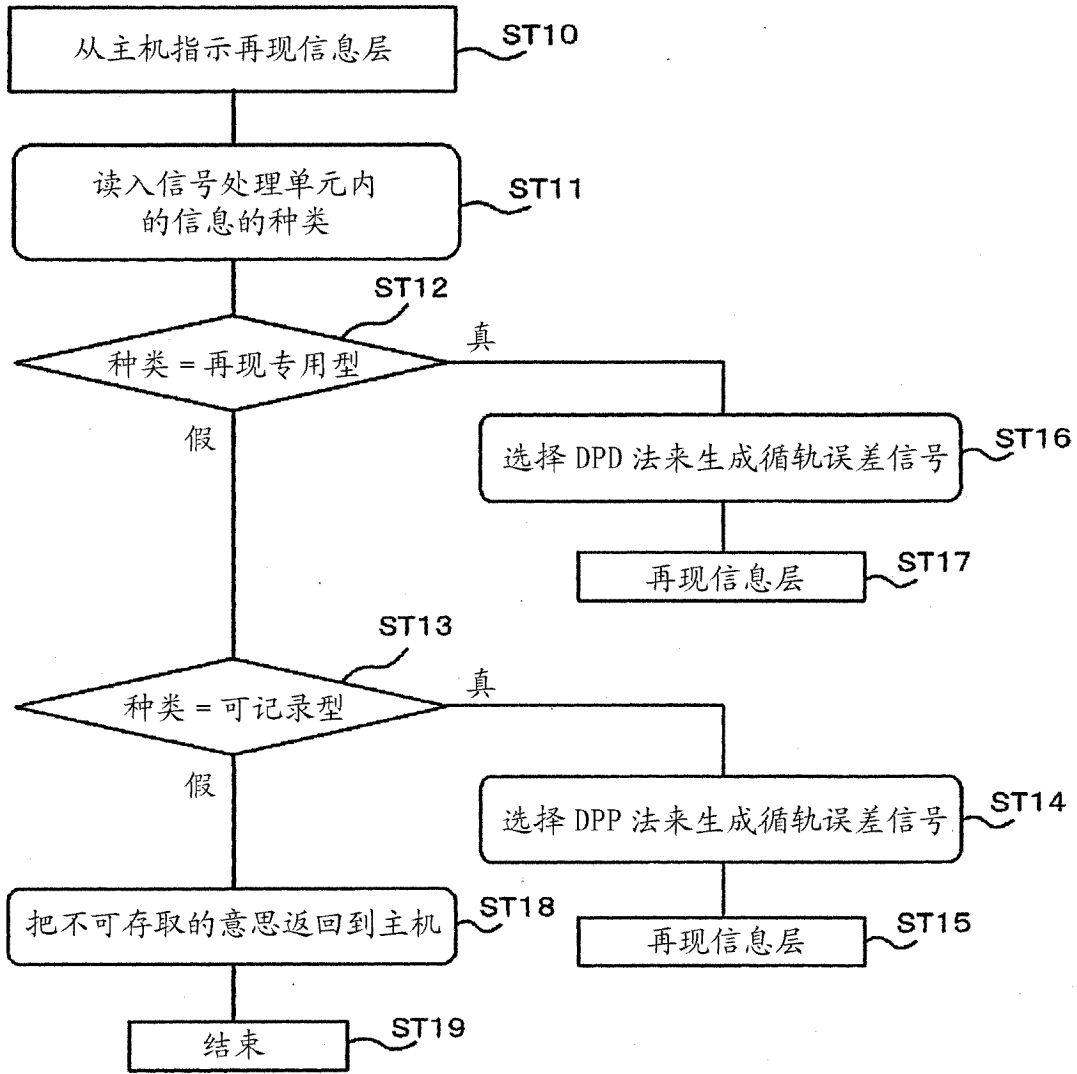 从主机指示再现信息层
ST10
读入信号处理单元内
的信息的种类
ST11
ST12
种类=再现专用型
真
假
选择 DPD 法来生成循轨误差信号
ST16
再现信息层
ST17
ST13
种类=可记录型
真
假
选择 DPP 法来生成循轨误差信号
ST14
把不可存取的意思返回到主机
ST18
再现信息层
ST15
结束
ST19